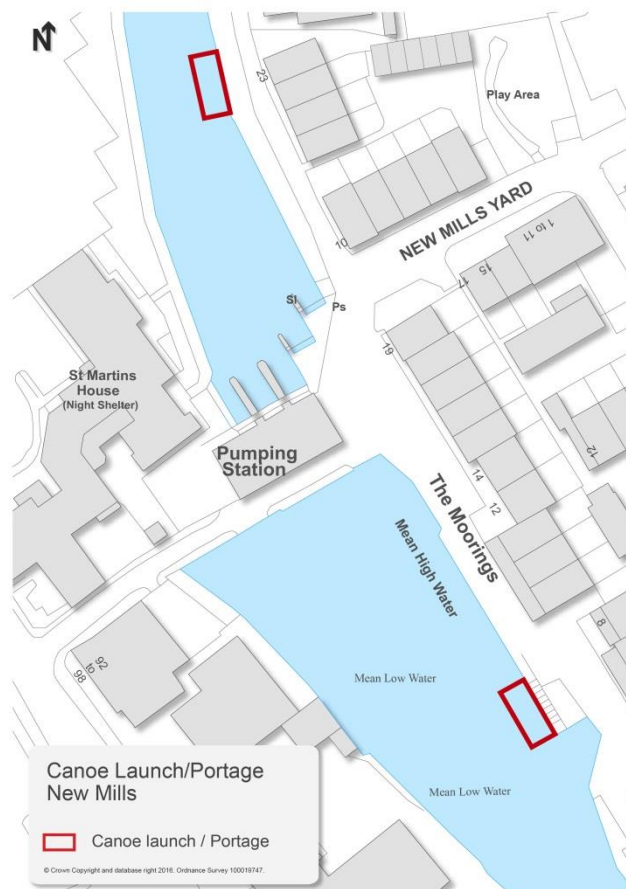 N
23
Play Area
NEW MILLS YARD
10
1 to 11
15
17
Sl
Ps
19
St Martins
House
(Night Shelter)
Pumping
Station
12
14
12
The Moorings
Mean High Water
8
92
to
98
Mean Low Water
Mean Low Water
Canoe Launch/Portage
New Mills
Canoe launch / Portage
© Crown Copyright and database right 2016. Ordnance Survey 100019747.